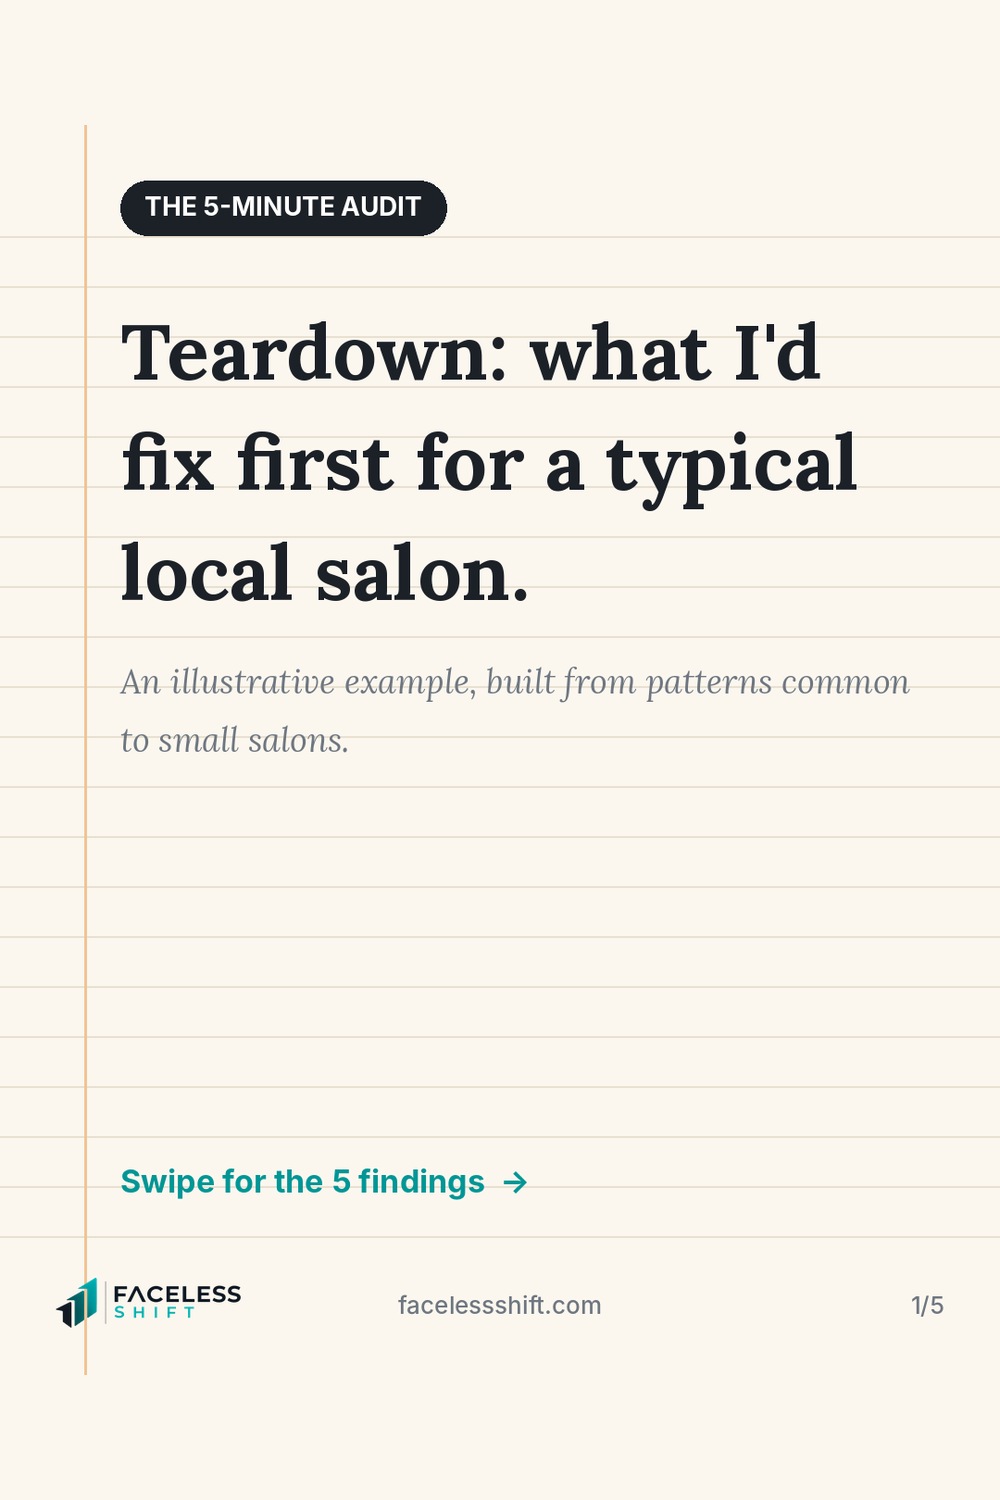 THE 5-MINUTE AUDIT
Teardown: what I'd
fix first for a typical
local salon.
An illustrative example, built from patterns common
to small salons.
Swipe for the 5 findings →
FACELESS
SHIFT
facelessshift.com
1/5